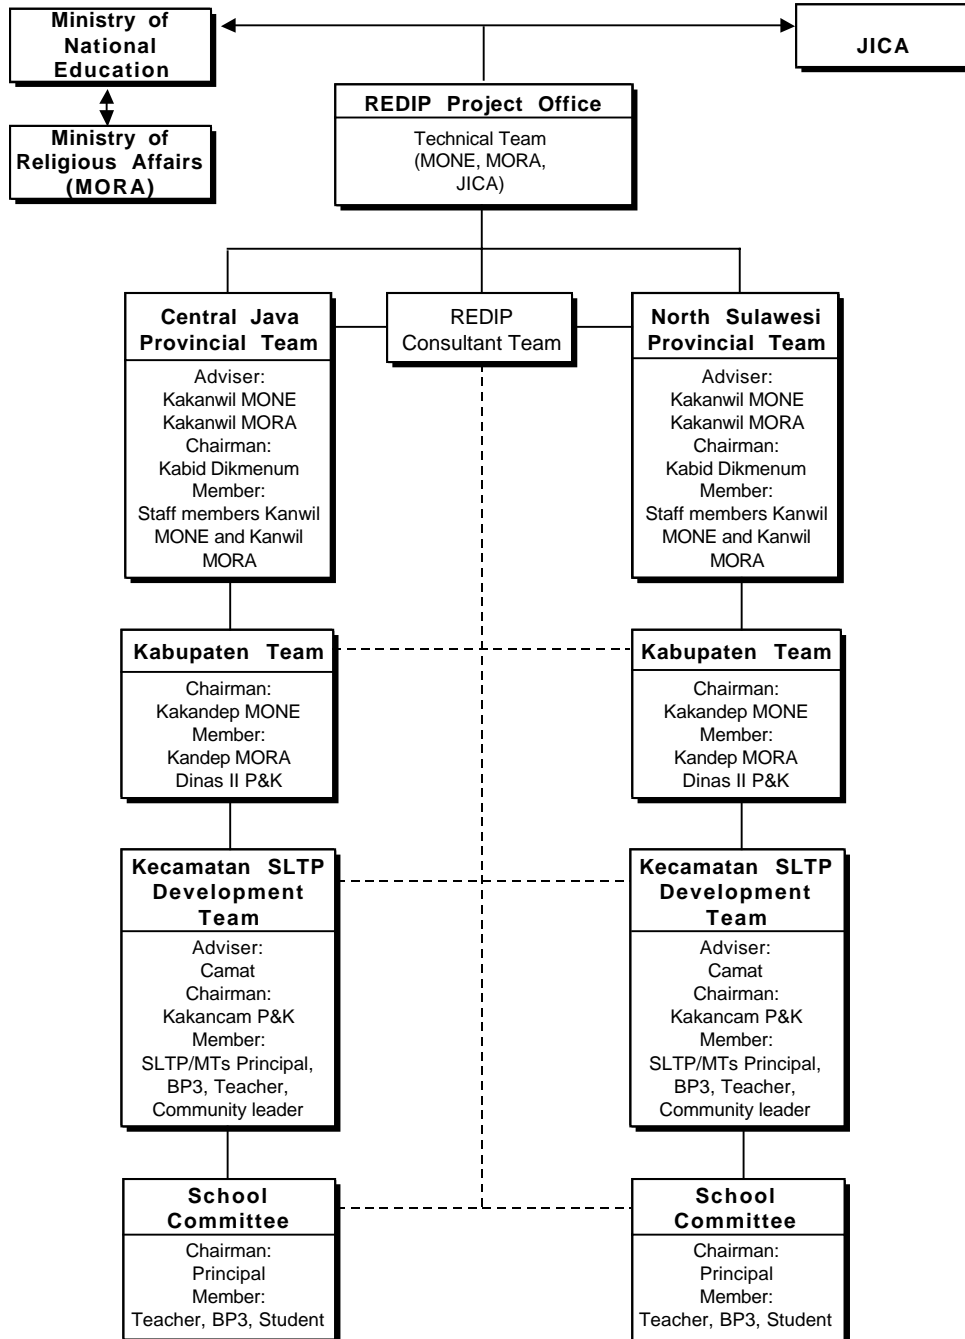 Ministry of
National
Education
JICA
Ministry of
Religious Affairs
(MORA)
REDIP Project Office
Technical Team
(MONE, MORA,
JICA)
Central Java
Provincial Team
Adviser:
Kakanwil MONE
Kakanwil MORA
Chairman:
Kabid Dikmenum
Member:
Staff members Kanwil
MONE and Kanwil
MORA
REDIP
Consultant Team
North Sulawesi
Provincial Team
Adviser:
Kakanwil MONE
Kakanwil MORA
Chairman:
Kabid Dikmenum
Member:
Staff members Kanwil
MONE and Kanwil
MORA
Kabupaten Team
Chairman:
Kakandep MONE
Member:
Kandep MORA
Dinas II P&K
Kabupaten Team
Chairman:
Kakandep MONE
Member:
Kandep MORA
Dinas II P&K
Kecamatan SLTP
Development
Team
Adviser:
Camat
Chairman:
Kakancam P&K
Member:
SLTP/MTs Principal,
BP3, Teacher,
Community leader
Kecamatan SLTP
Development
Team
Adviser:
Camat
Chairman:
Kakancam P&K
Member:
SLTP/MTs Principal,
BP3, Teacher,
Community leader
School
Committee
Chairman:
Principal
Member:
Teacher, BP3, Student
School
Committee
Chairman:
Principal
Member:
Teacher, BP3, Student